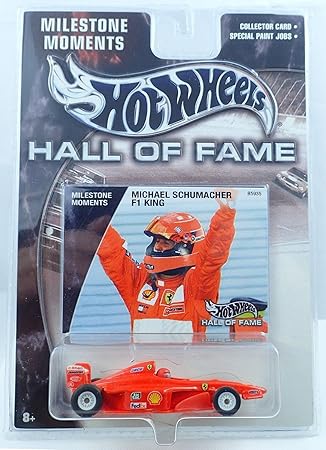 MILESTONE
MOMENTS
COLLECTOR CARD •
SPECIAL PAINT JOBS •
Hot Wheels
HALL OF FAME
MILESTONE
MOMENTS
MICHAEL SCHUMACHER
F1 KING
Hot Wheels
HALL OF FAME
Shell
FedEx
8+